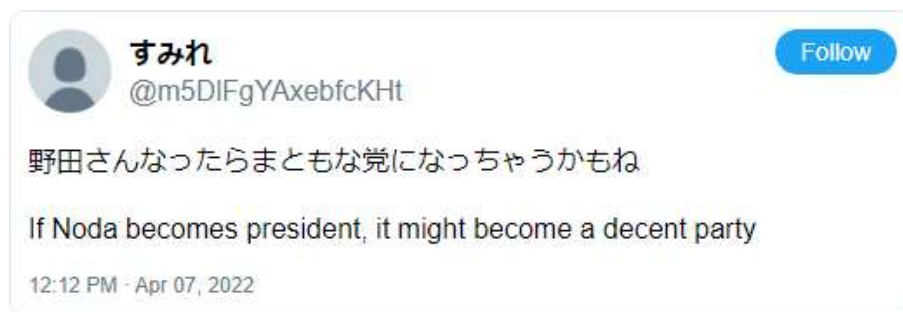 すみれ
Follow
@m5DlFgYAxebfcKHt
野田さんなったらまともな党になっちゃうかもね
If Noda becomes president, it might become a decent party
12:12 PM · Apr 07, 2022